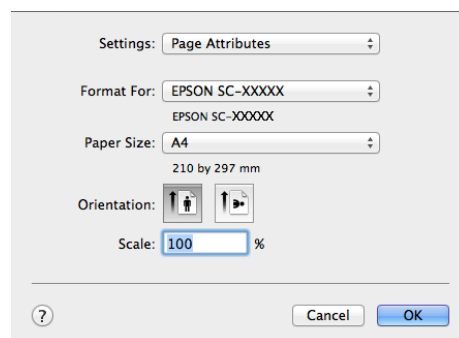 Settings: Page Attributes
Format For: EPSON SC-XXXXX
EPSON SC-XXXXX
Paper Size: A4
210 by 297 mm
Orientation:
Scale: 100 %
? Cancel OK